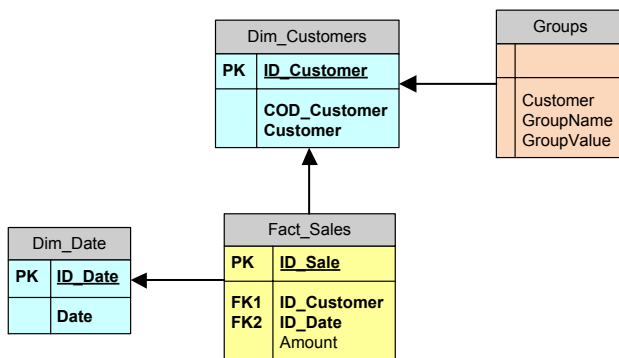 Dim_Customers
PK ID_Customer
COD_Customer
Customer
Groups
Customer
GroupName
GroupValue
Dim_Date
PK ID_Date
Date
Fact_Sales
PK ID_Sale
FK1 ID_Customer
FK2 ID_Date
Amount